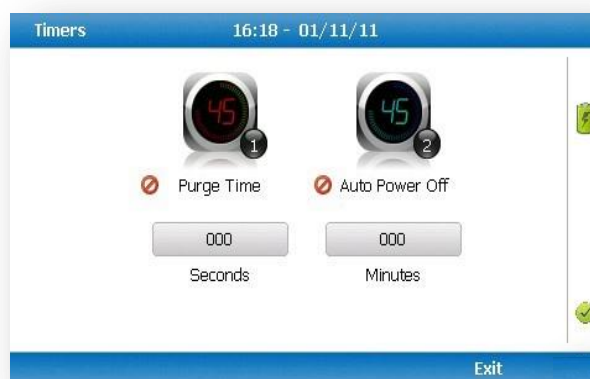 Timers 16:18 - 01/11/11
45 45
1 2
Purge Time Auto Power Off
000 000
Seconds Minutes
Exit